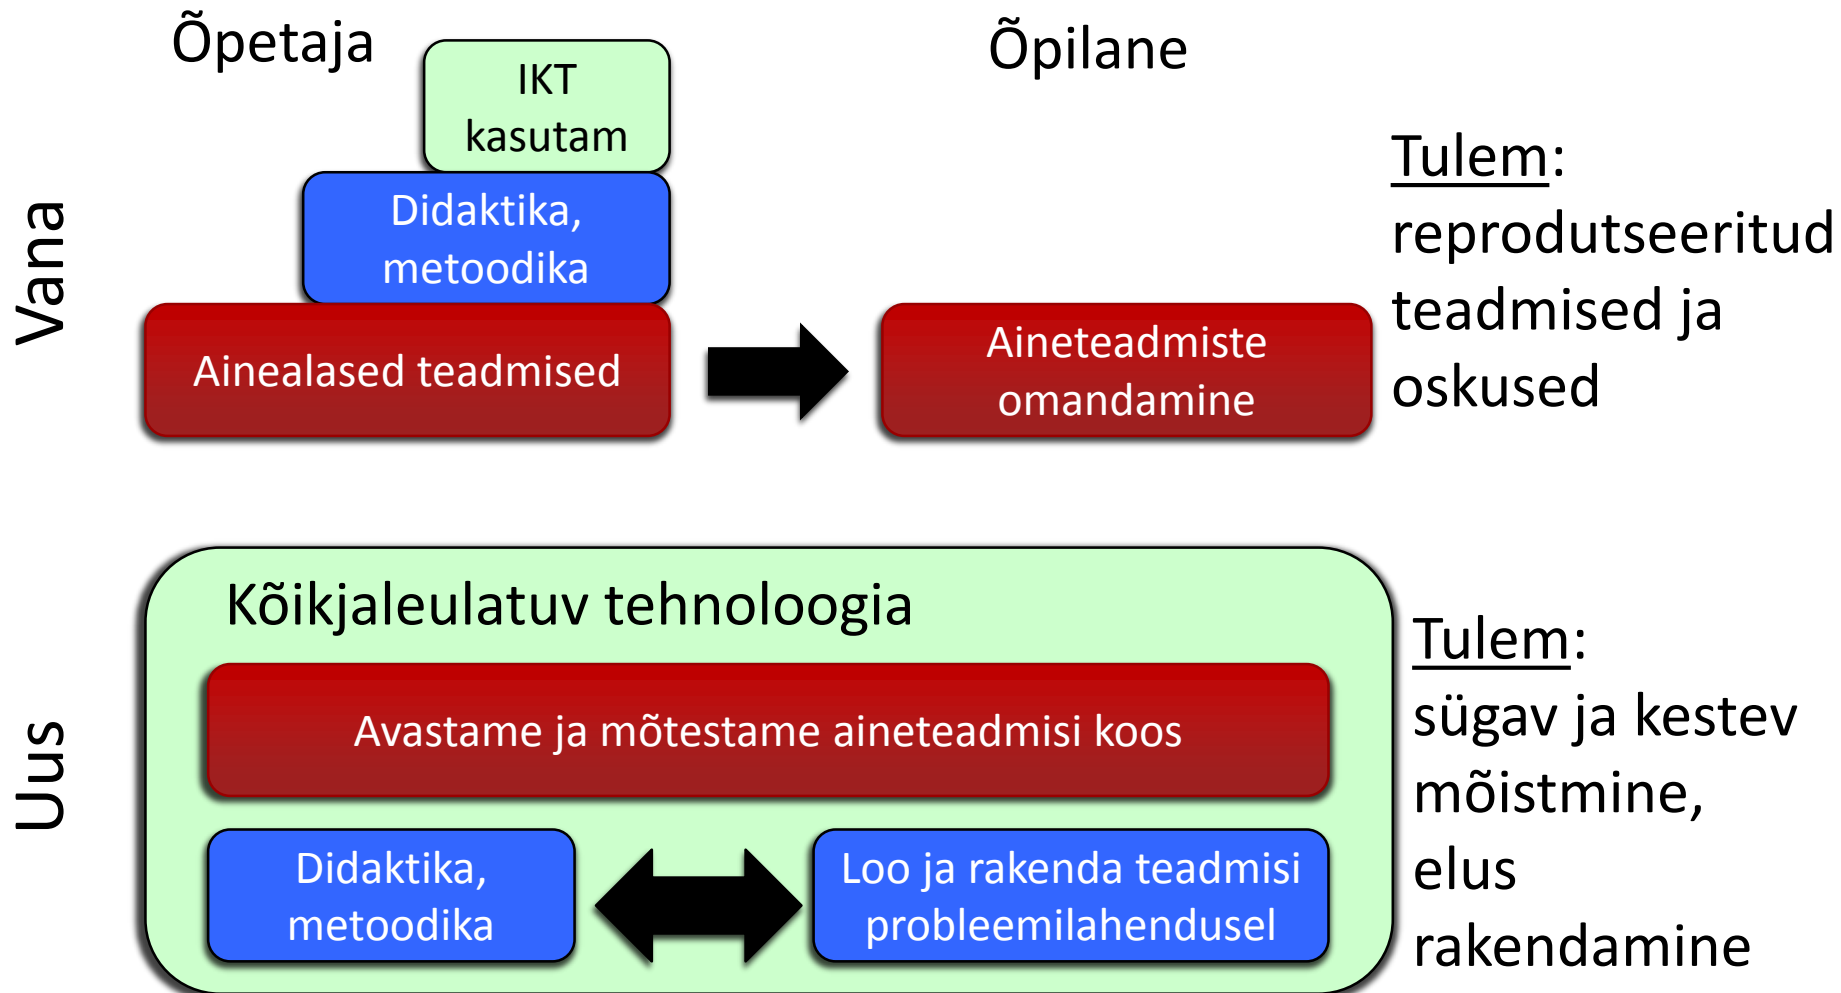 Õpetaja
Õpilane
Vana
IKT
kasutam
Didaktika,
metoodika
Ainealased teadmised
Aineteadmiste
omandamine
Tulem:
reprodutseeritud
teadmised ja
oskused
Uus
Kõikjaleulatuv tehnoloogia
Avastame ja mõtestame aineteadmisi koos
Didaktika,
metoodika
Loo ja rakenda teadmisi
probleemilahendusel
Tulem:
sügav ja kestev
mõistmine,
elus
rakendamine